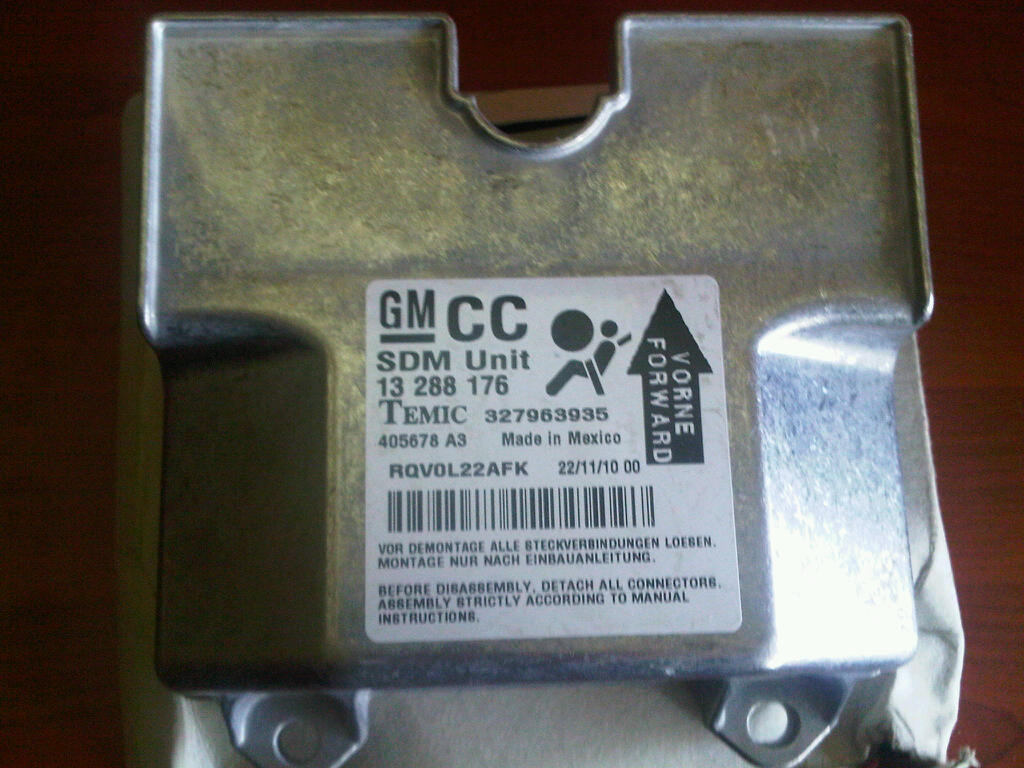 GM CC
SDM Unit
13 288 176
TEMIC 327963935
405678 A3 Made in Mexico
RQV0L22AFK 22/11/10 00
VORNE
FORWARD
VOR DEMONTAGE ALLE STECKVERBINDUNGEN LOESEN.
MONTAGE NUR NACH EINBAUANLEITUNG.
BEFORE DISASSEMBLY, DETACH ALL CONNECTORS.
ASSEMBLY STRICTLY ACCORDING TO MANUAL
INSTRUCTIONS.